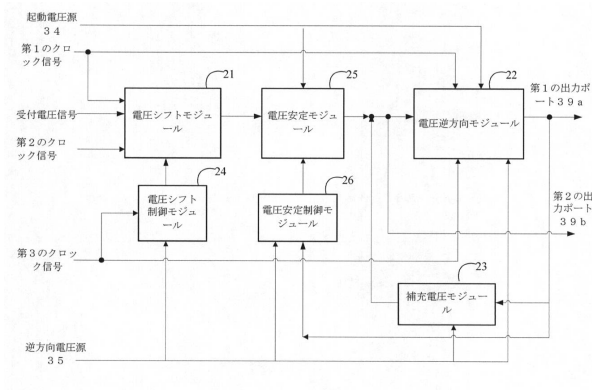 起動電圧源
３４
第１のクロ
ック信号
受付電圧信号
第２のクロ
ック信号
第３のクロッ
ク信号
逆方向電圧源
３５
21
電圧シフトモジュ
ール
24
電圧シフト
制御モジュ
ール
25
電圧安定モジュ
ール
26
電圧安定制御モ
ジュール
22
電圧逆方向モジュール
23
補充電圧モジュー
ル
第１の出力ポ
ート３９ａ
第２の出
力ポート
３９ｂ